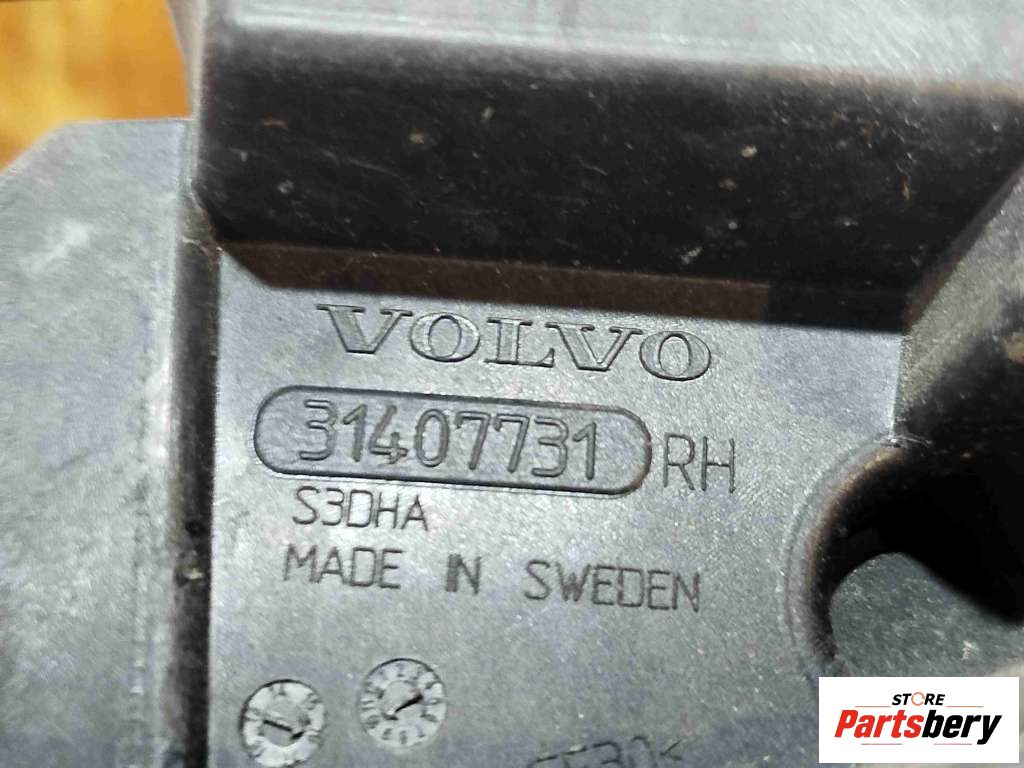 VOLVO
31407731 RH
S3DHA
MADE IN SWEDEN
STORE
Partsbery